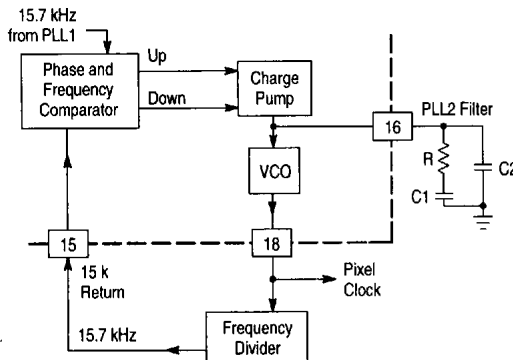 15.7 kHz
from PLL1
Up
Phase and
Frequency
Comparator
Down
Charge
Pump
PLL2 Filter
16
R
C2
C1
VCO
15
18
15 k
Return
Pixel
Clock
15.7 kHz
Frequency
Divider